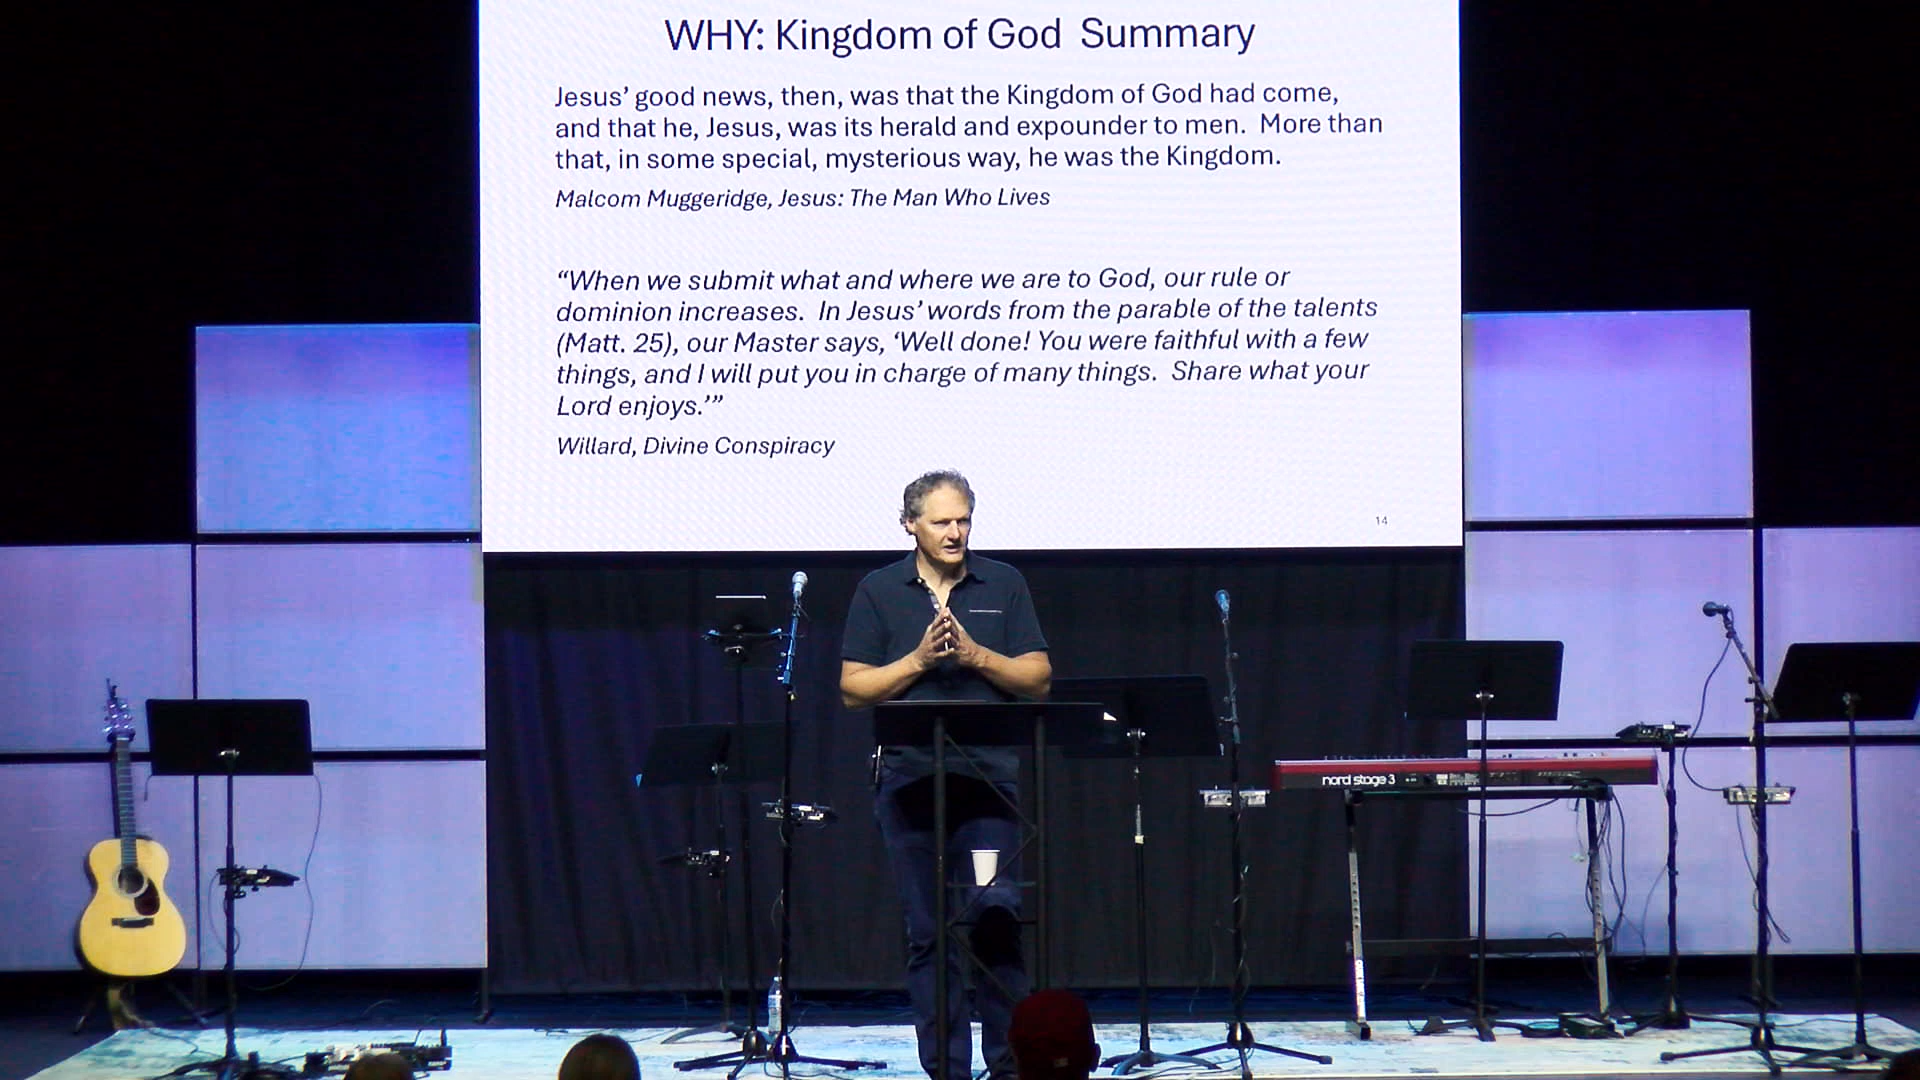 WHY: Kingdom of God Summary
Jesus’ good news, then, was that the Kingdom of God had come,
and that he, Jesus, was its herald and expounder to men. More than
that, in some special, mysterious way, he was the Kingdom.
Malcom Muggeridge, Jesus: The Man Who Lives
“When we submit what and where we are to God, our rule or
dominion increases. In Jesus’ words from the parable of the talents
(Matt. 25), our Master says, ‘Well done! You were faithful with a few
things, and I will put you in charge of many things. Share what your
Lord enjoys.’”
Willard, Divine Conspiracy
14
nord stage 3